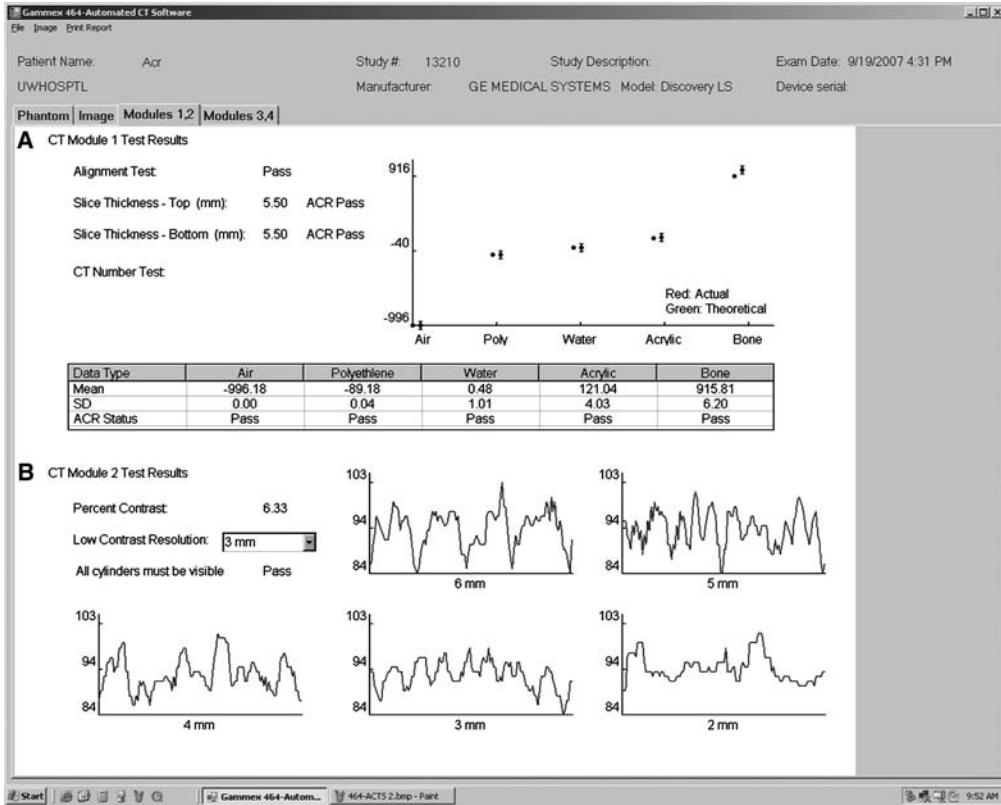 Gammex 464-Automated CT Software
File Image Print Report
Patient Name: Acr Study #: 13210 Study Description: Exam Date: 9/19/2007 4:31 PM
UWHOSPTL Manufacturer: GE MEDICAL SYSTEMS Model: Discovery LS Device serial:
Phantom Image Modules 1,2 Modules 3,4
A CT Module 1 Test Results
Alignment Test: Pass
Slice Thickness - Top (mm): 5.50 ACR Pass
Slice Thickness - Bottom (mm): 5.50 ACR Pass
CT Number Test:
916
-40
-996
Red: Actual
Green: Theoretical
Air Poly Water Acrylic Bone
Data Type Air Polyethlene Water Acrylic Bone
Mean -996.18 -89.18 0.48 121.04 915.81
SD 0.00 0.04 1.01 4.03 6.20
ACR Status Pass Pass Pass Pass Pass
B CT Module 2 Test Results
Percent Contrast: 6.33
Low Contrast Resolution: 3 mm
All cylinders must be visible Pass
103
94
84
6 mm
103
94
84
5 mm
103
94
84
4 mm
103
94
84
3 mm
103
94
84
2 mm
Start Gammex 464-Autom... 464-ACTS 2.bmp - Paint 9:52 AM